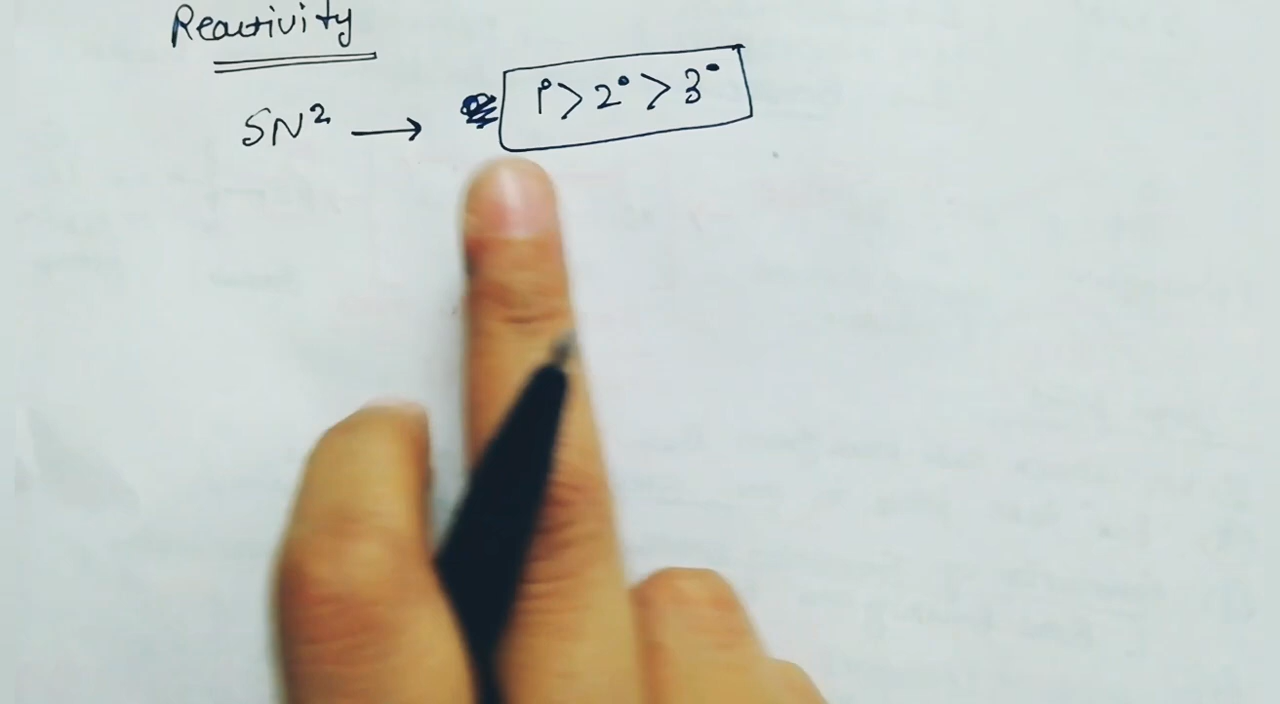 Reactivity
SN² → 1° > 2° > 3°